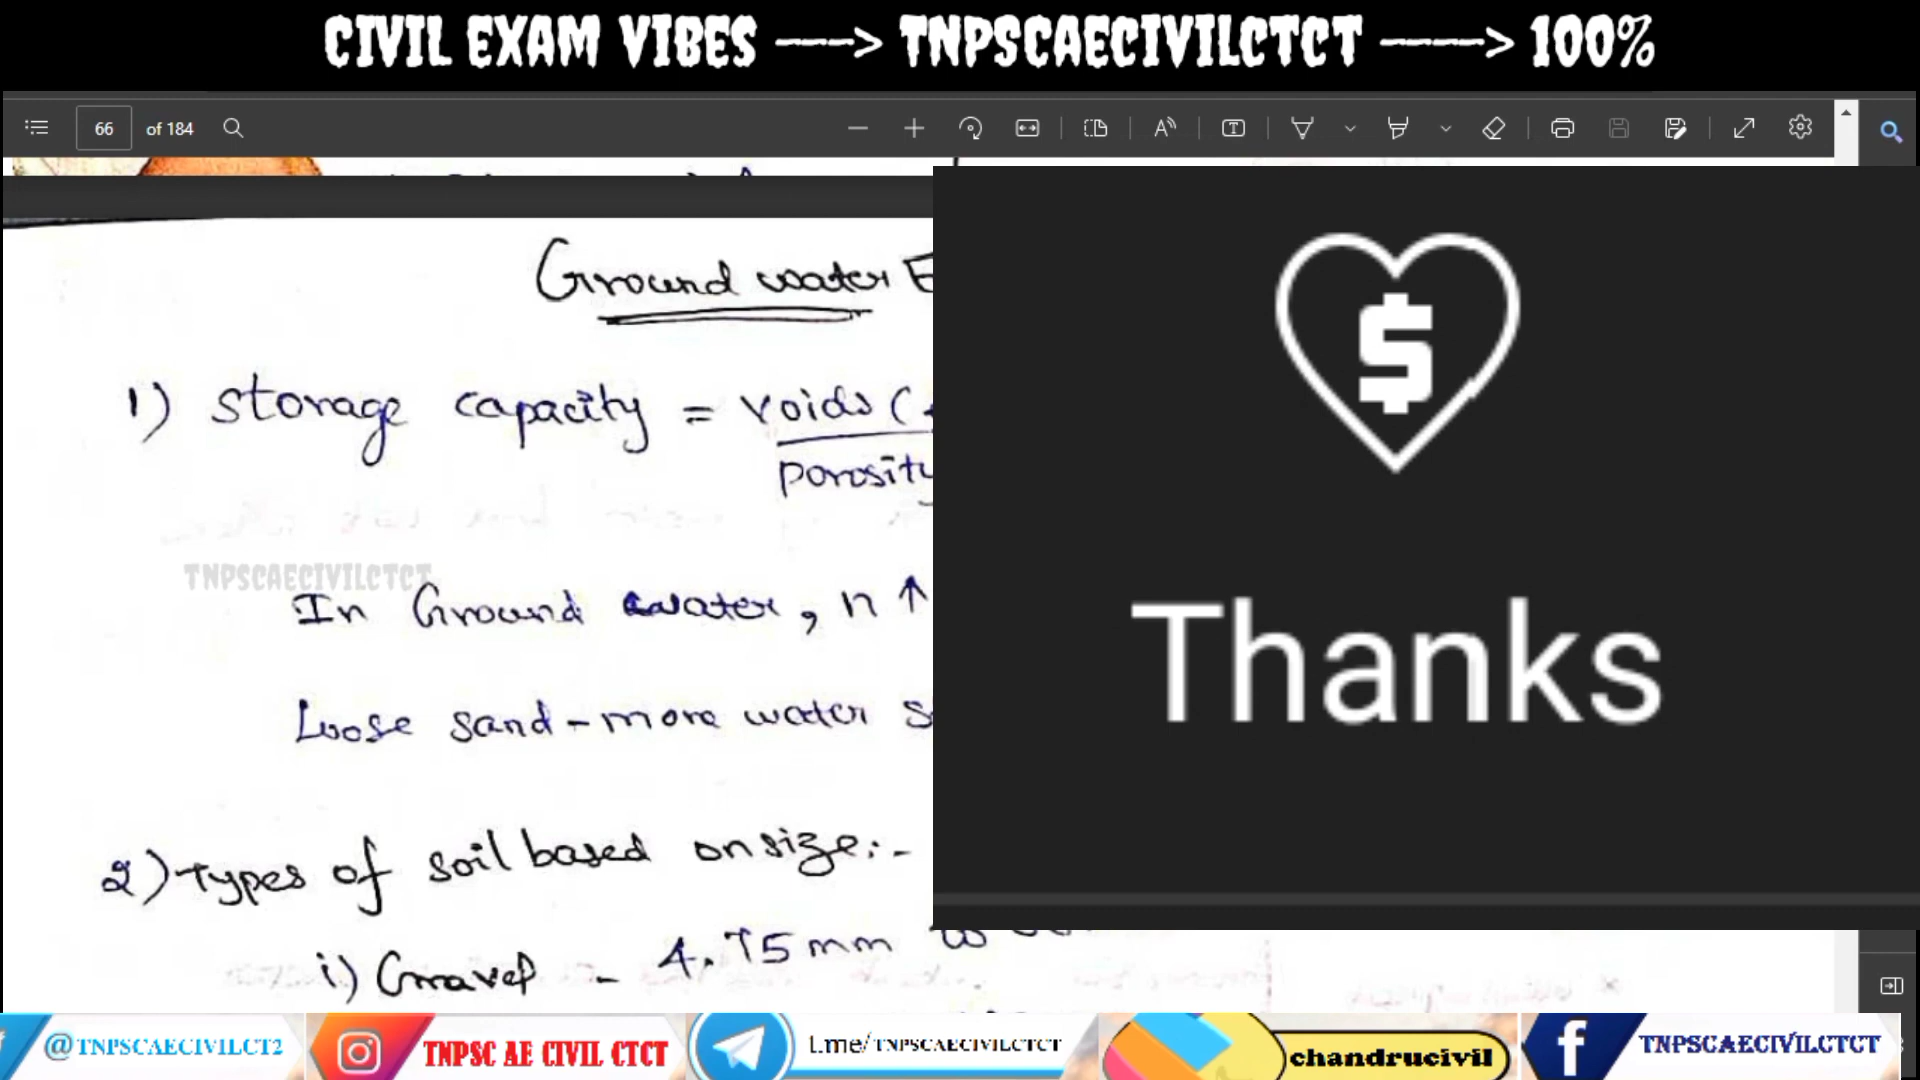 CIVIL EXAM VIBES ---> TNPSCAECIVILCTCT ----> 100%
66 of 184
Ground water E
1) storage capacity = voids (
porosity
TNPSCAECIVILCTCT
In Ground water, n ↑
Loose sand - more water s
2) Types of soil based on size:-
i) Gravel - 4.75mm to
$
Thanks
@TNPSCAECIVILCT2
TNPSC AE CIVIL CTCT
t.me/TNPSCAECIVILCTCT
chandrucivil
TNPSCAECIVILCTCT